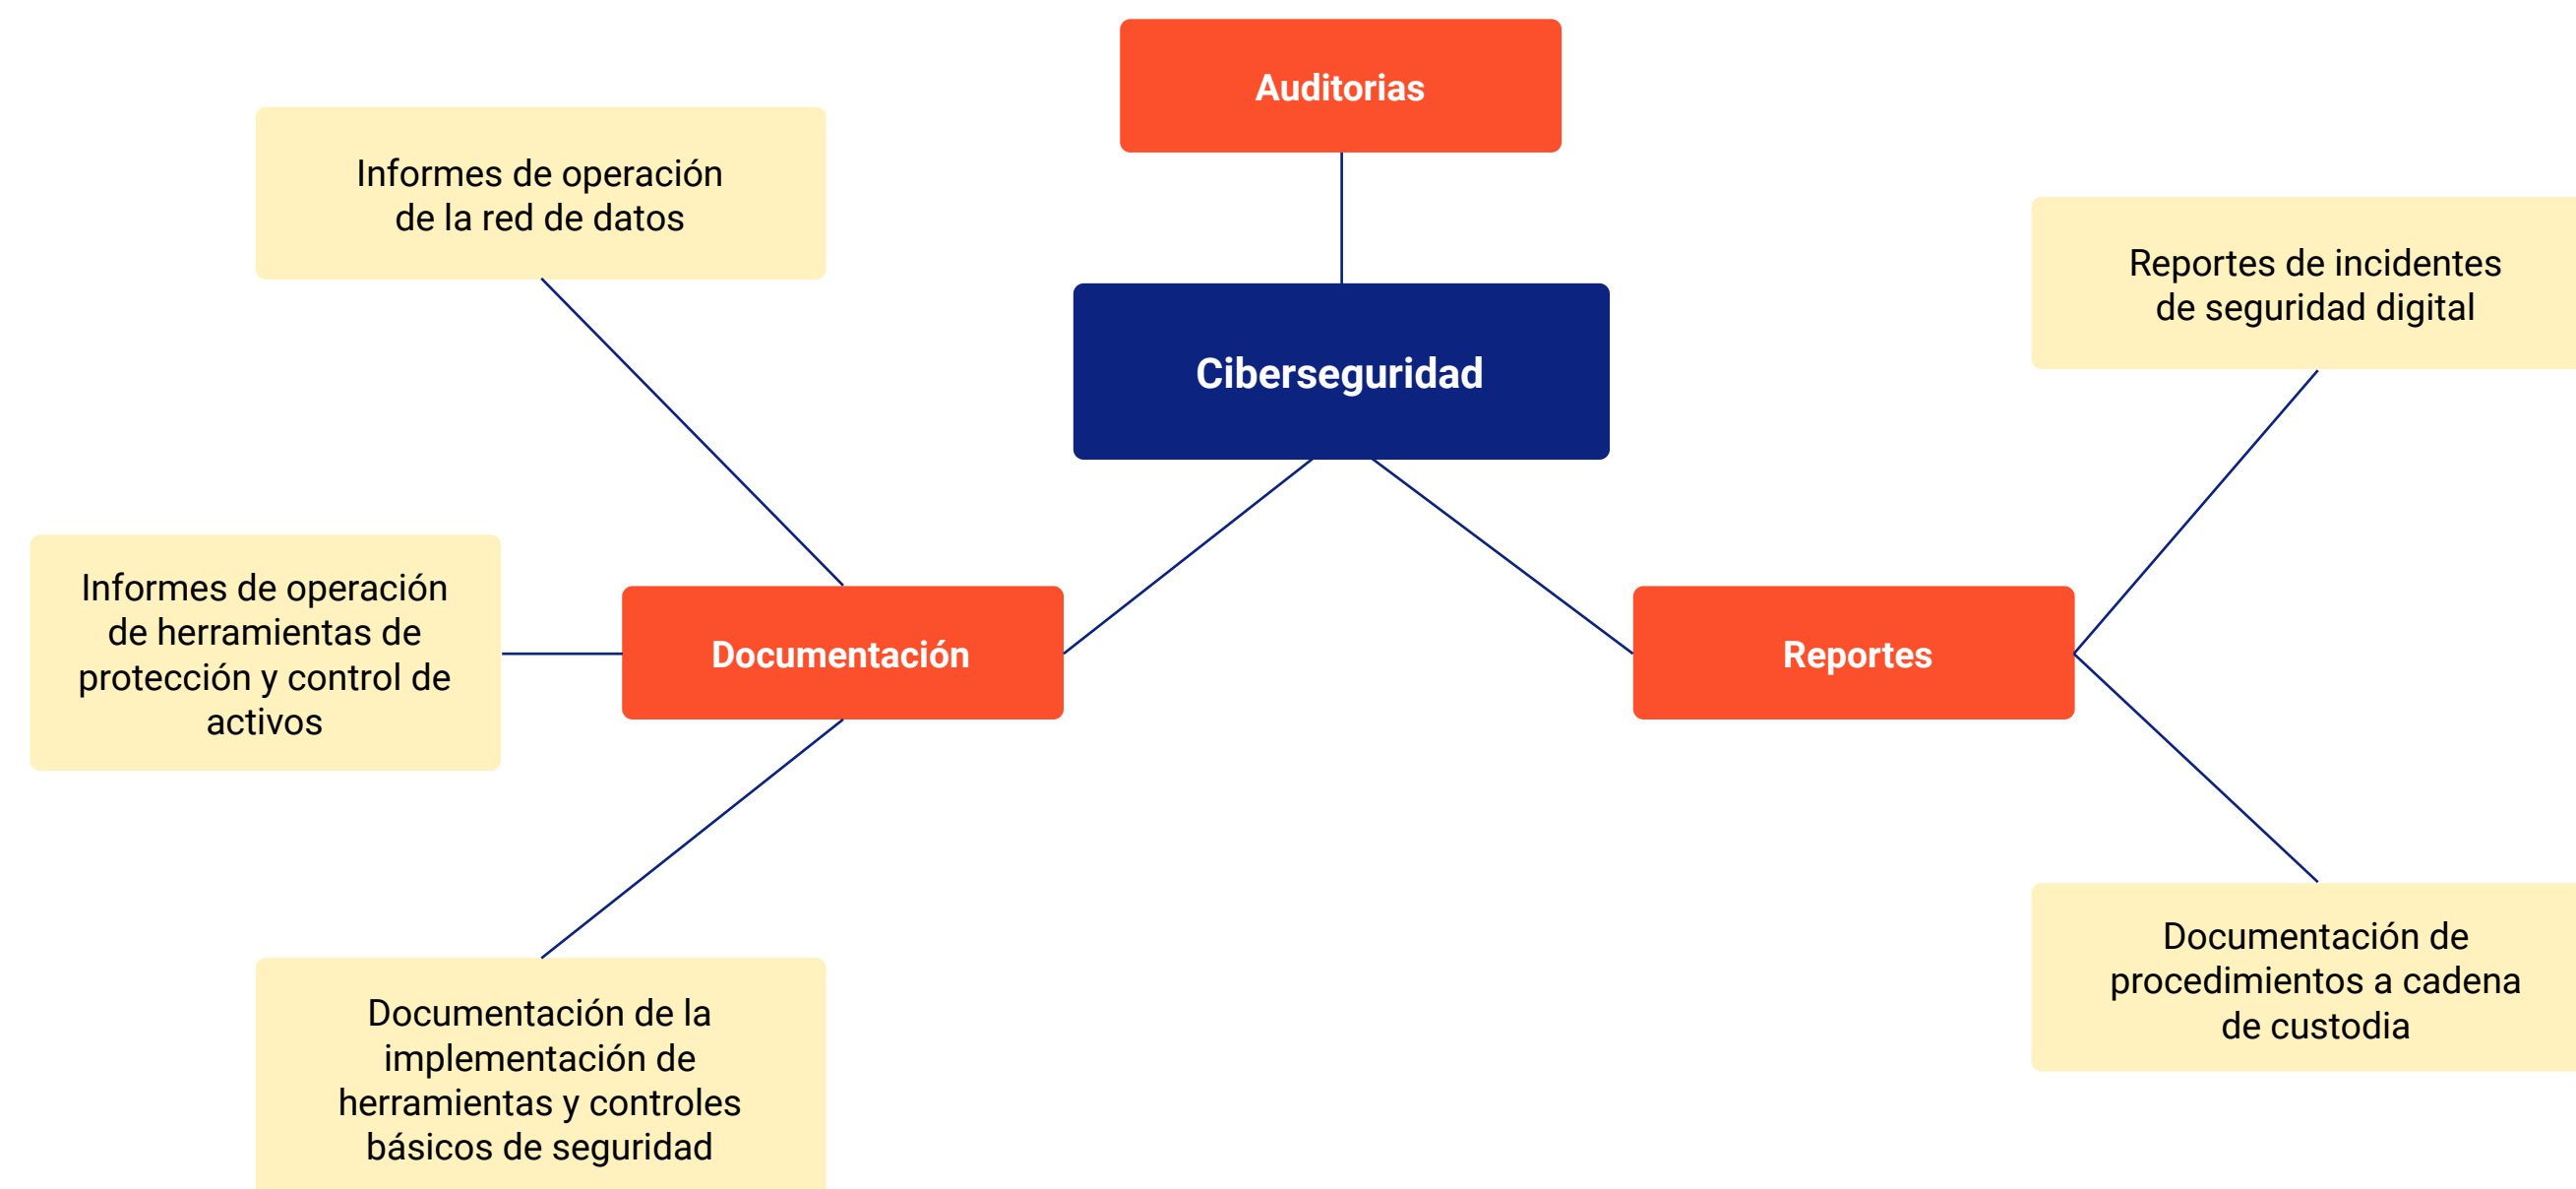 Auditorias
Informes de operación
de la red de datos
Reportes de incidentes
de seguridad digital
Ciberseguridad
Informes de operación
de herramientas de
protección y control de
activos
Documentación
Reportes
Documentación de
procedimientos a cadena
de custodia
Documentación de la
implementación de
herramientas y controles
básicos de seguridad